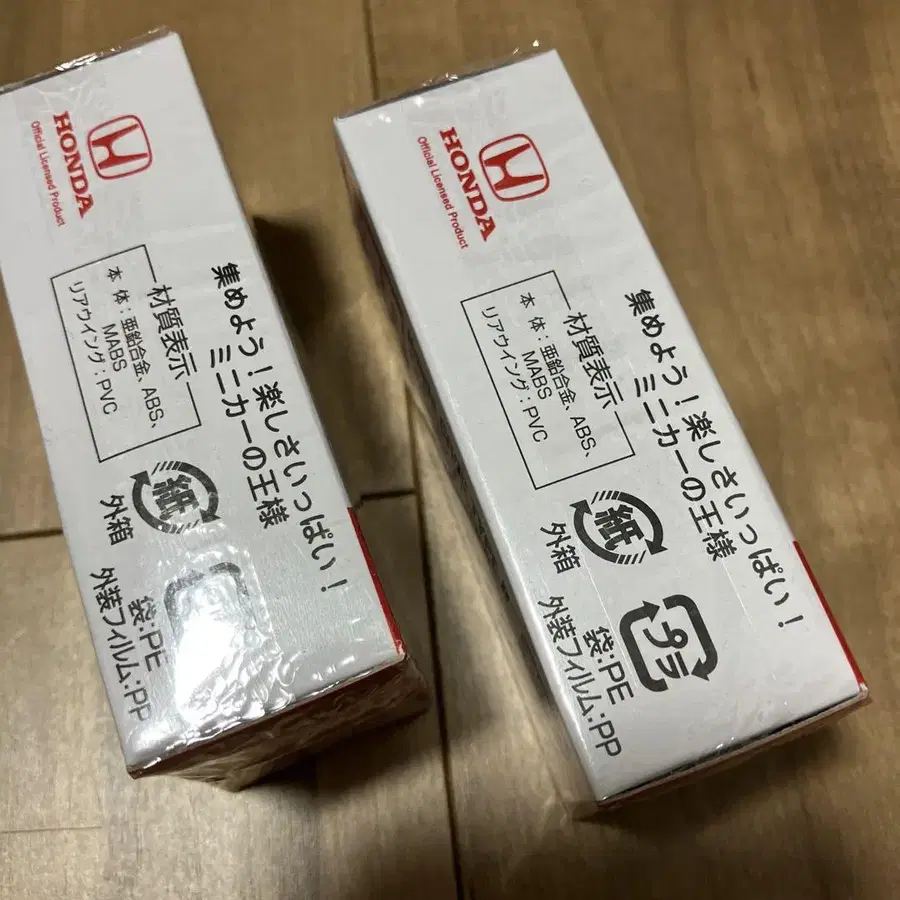 HONDA
Official Licensed Product
集めよう！楽しさいっぱい！
ミニカーの王様
材質表示
本体：亜鉛合金、ABS、
MABS
リアウイング：PVC
紙
外箱
袋:PE
外装フィルム:PP
HONDA
Official Licensed Product
集めよう！楽しさいっぱい！
ミニカーの王様
材質表示
本体：亜鉛合金、ABS、
MABS
リアウイング：PVC
紙
外箱
プラ
袋:PE
外装フィルム:PP